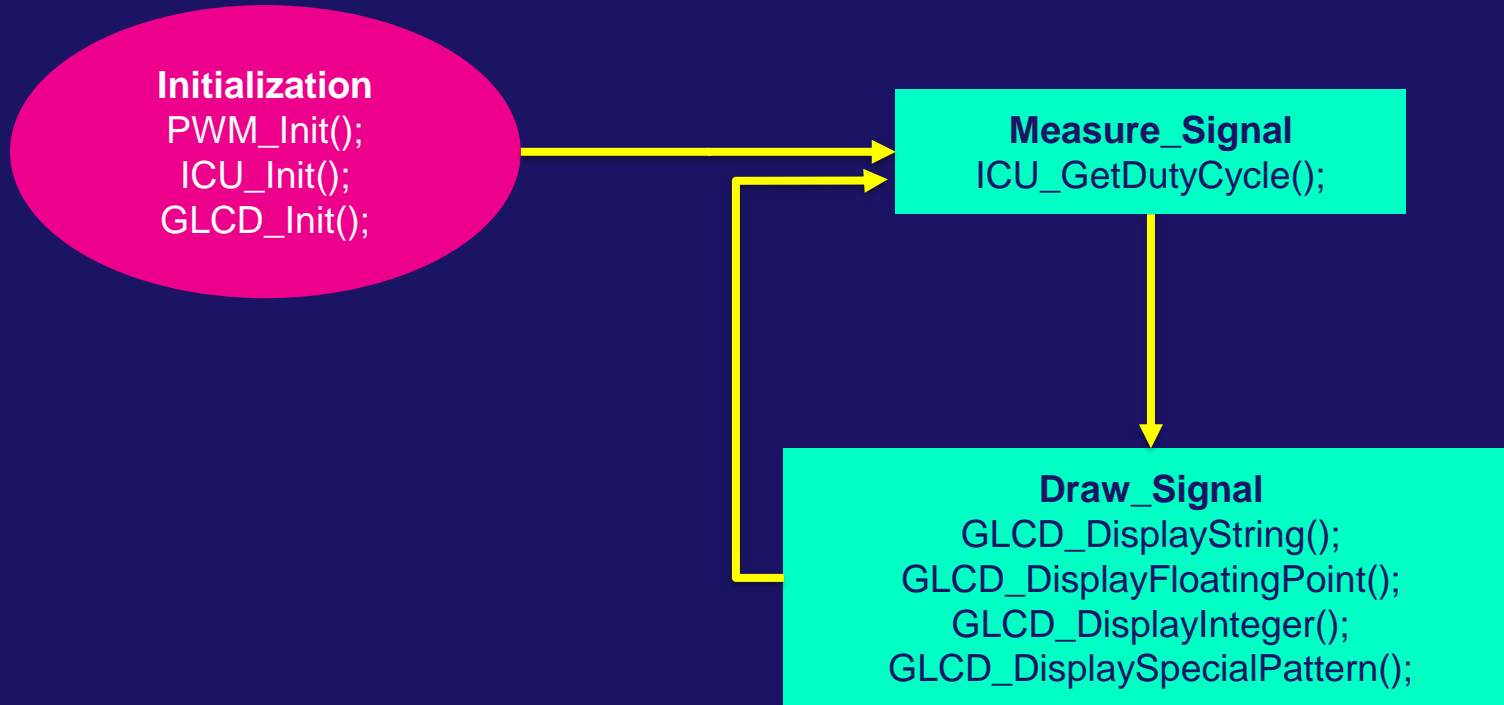 Initialization
PWM_Init();
ICU_Init();
GLCD_Init();
Measure_Signal
ICU_GetDutyCycle();
Draw_Signal
GLCD_DisplayString();
GLCD_DisplayFloatingPoint();
GLCD_DisplayInteger();
GLCD_DisplaySpecialPattern();